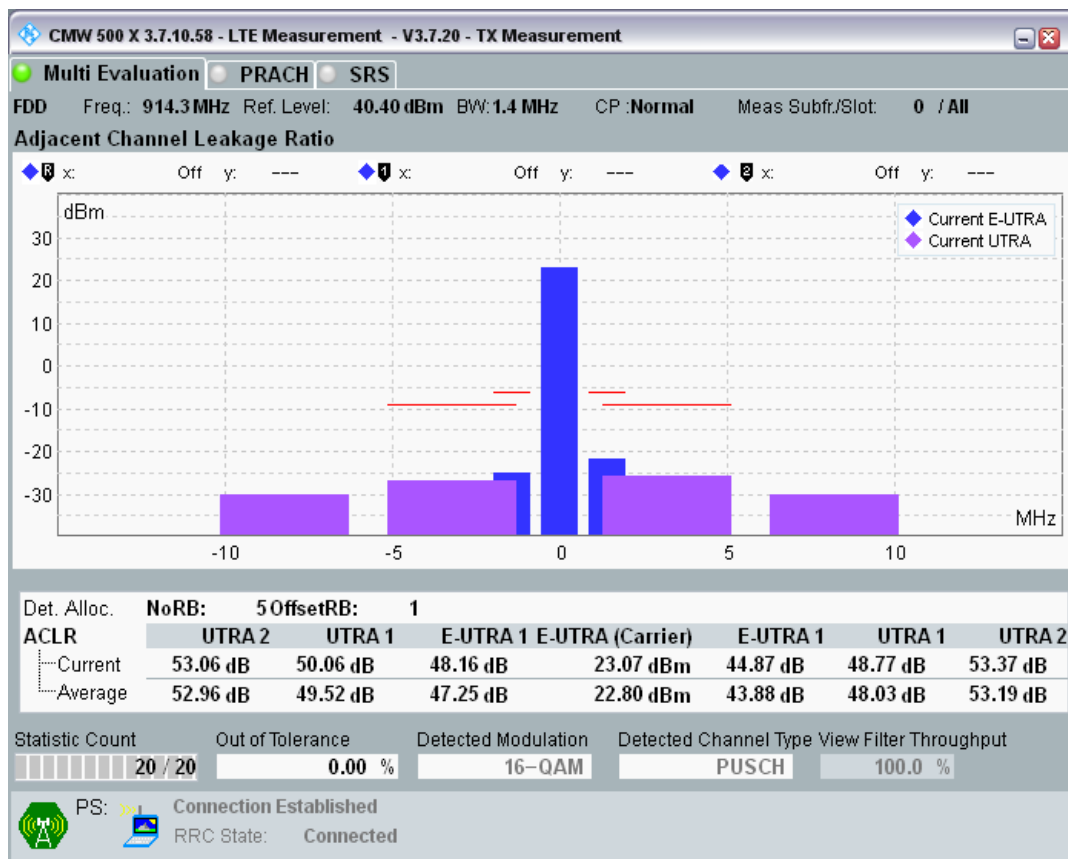 CMW 500 X 3.7.10.58 - LTE Measurement - V3.7.20 - TX Measurement
Multi Evaluation PRACH SRS
FDD Freq.: 914.3 MHz Ref. Level: 40.40 dBm BW: 1.4 MHz CP :Normal Meas Subfr./Slot: 0 / All
Adjacent Channel Leakage Ratio
R x: Off y: --- 1 x: Off y: --- 2 x: Off y: ---
dBm
Current E-UTRA
Current UTRA
30
20
10
0
-10
-20
-30
MHz
-10 -5 0 5 10
Det. Alloc. NoRB: 5 OffsetRB: 1
ACLR UTRA 2 UTRA 1 E-UTRA 1 E-UTRA (Carrier) E-UTRA 1 UTRA 1 UTRA 2
Current 53.06 dB 50.06 dB 48.16 dB 23.07 dBm 44.87 dB 48.77 dB 53.37 dB
Average 52.96 dB 49.52 dB 47.25 dB 22.80 dBm 43.88 dB 48.03 dB 53.19 dB
Statistic Count Out of Tolerance Detected Modulation Detected Channel Type View Filter Throughput
20 / 20 0.00 % 16-QAM PUSCH 100.0 %
PS: Connection Established
RRC State: Connected